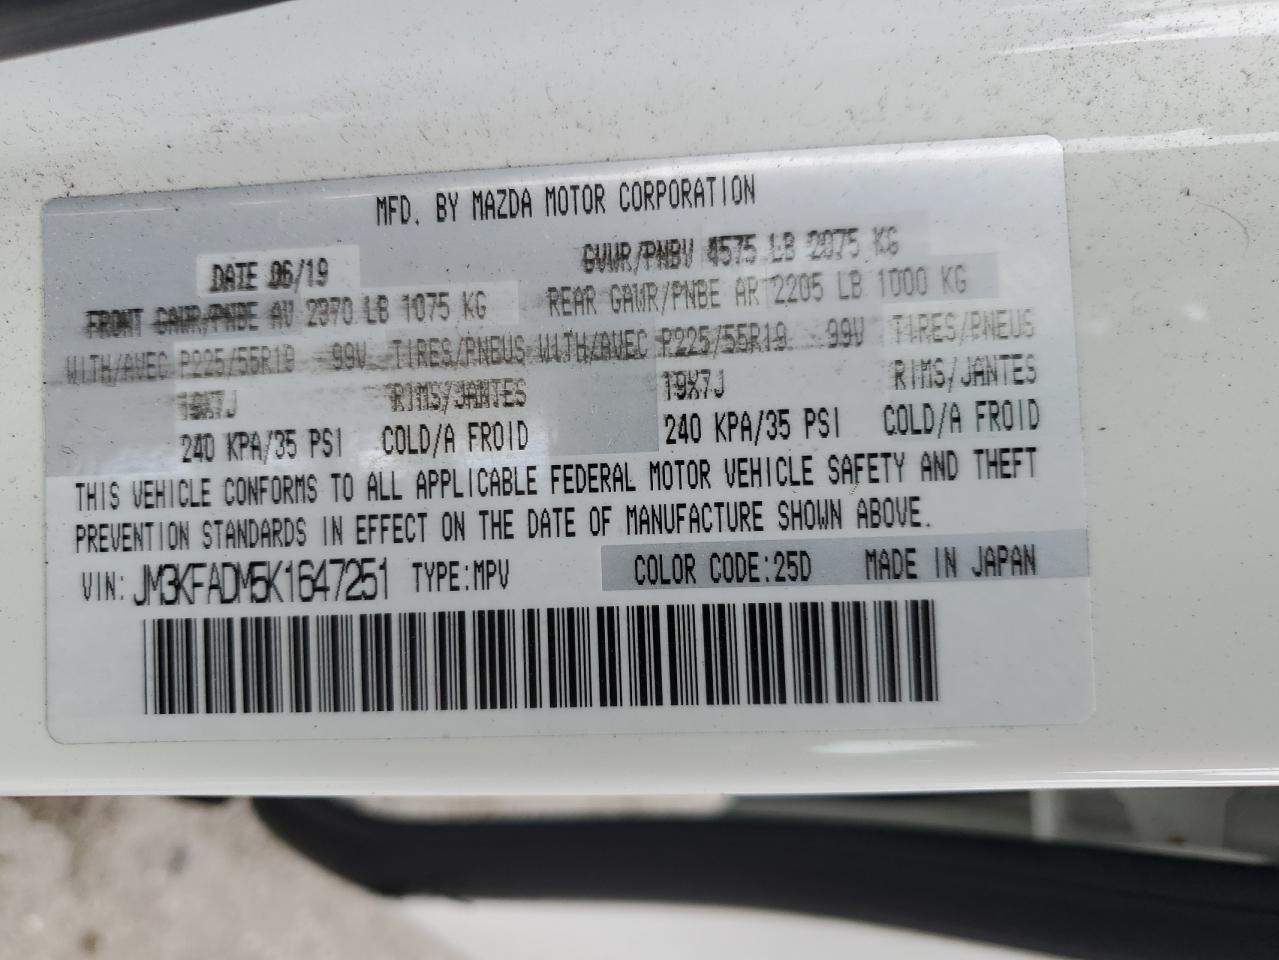 MFD. BY MAZDA MOTOR CORPORATION
DATE 06/19 GVWR/PNBV 4575 LB 2075 KG
FRONT GAWR/PNBE AV 2370 LB 1075 KG REAR GAWR/PNBE AR 2205 LB 1000 KG
WITH/AVEC P225/55R19 99V TIRES/PNEUS WITH/AVEC P225/55R19 99V TIRES/PNEUS
19X7J RIMS/JANTES 19X7J RIMS/JANTES
240 KPA/35 PSI COLD/A FROID 240 KPA/35 PSI COLD/A FROID
THIS VEHICLE CONFORMS TO ALL APPLICABLE FEDERAL MOTOR VEHICLE SAFETY AND THEFT
PREVENTION STANDARDS IN EFFECT ON THE DATE OF MANUFACTURE SHOWN ABOVE.
VIN: JM3KFADM5K1647251 TYPE:MPV COLOR CODE:25D MADE IN JAPAN